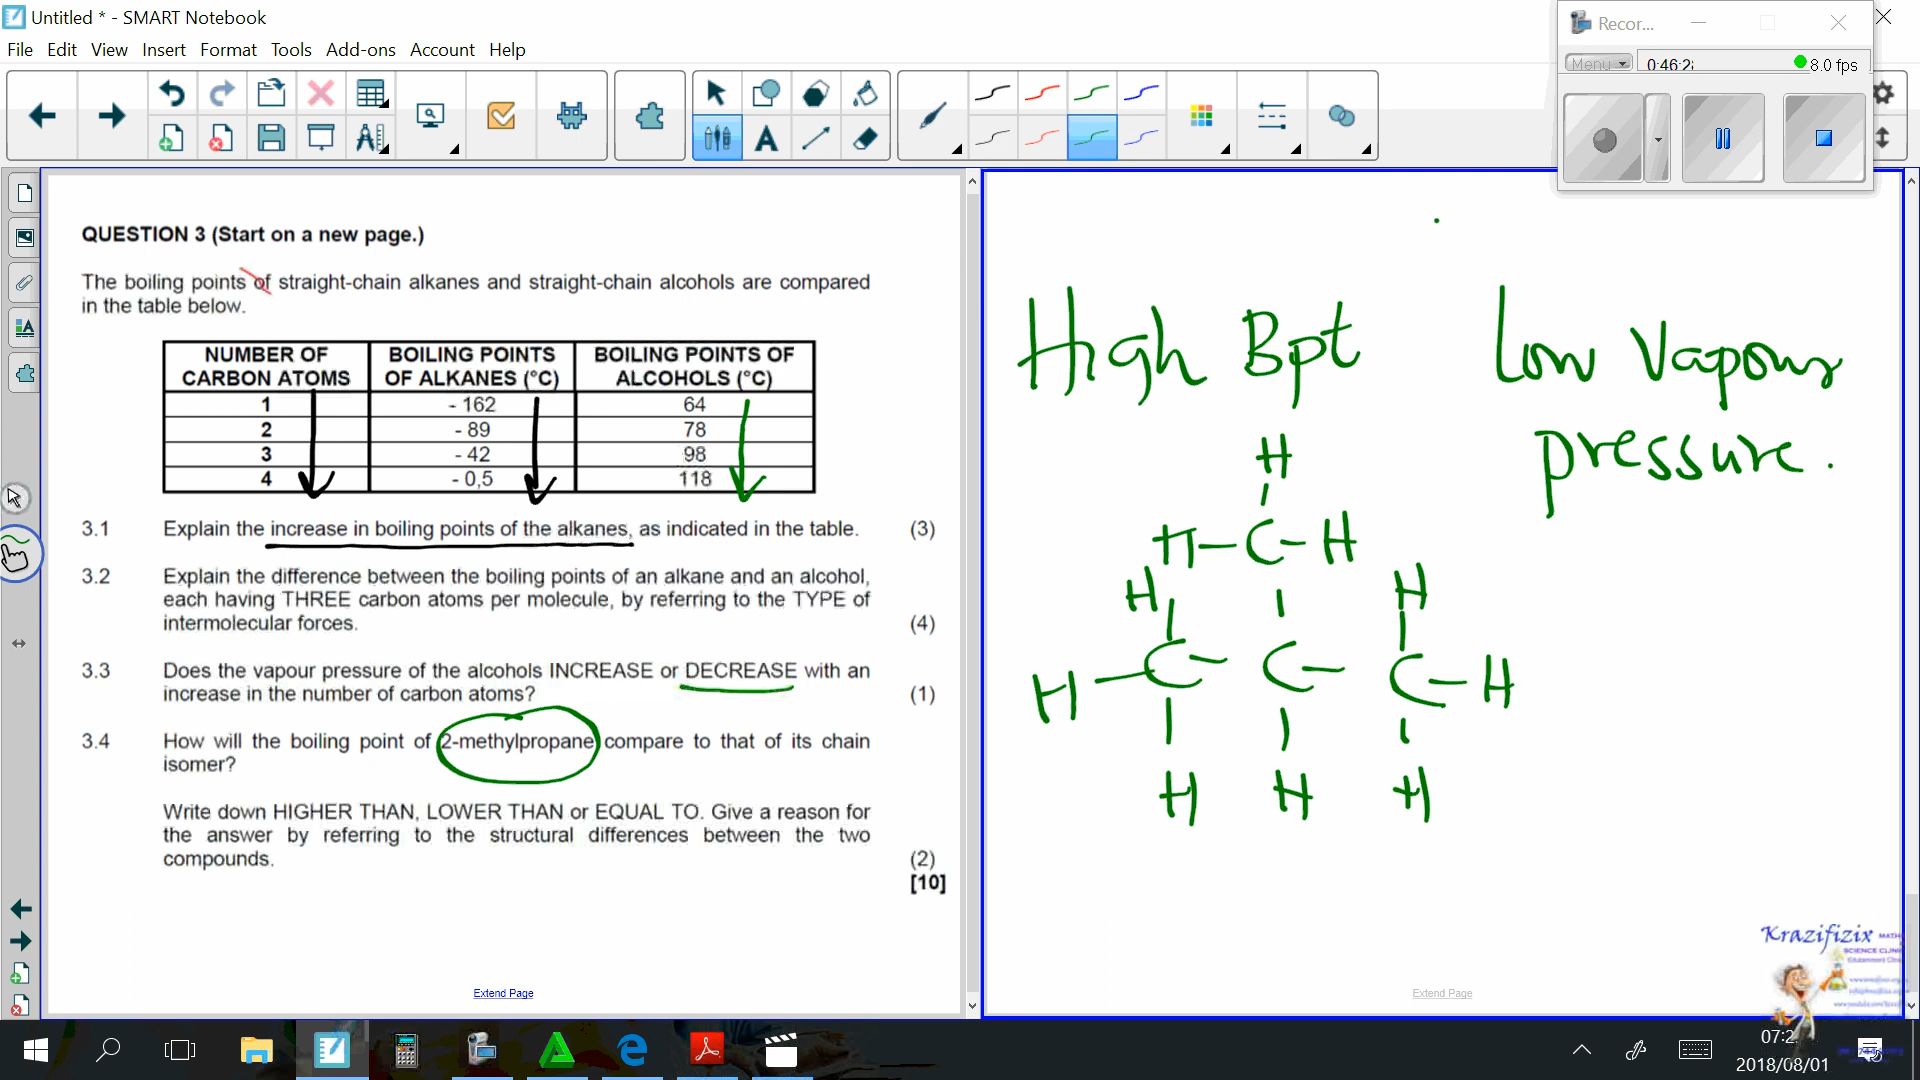 Untitled * - SMART Notebook
File Edit View Insert Format Tools Add-ons Account Help
Recor...
Menu
8.0 fps
QUESTION 3 (Start on a new page.)
The boiling points of straight-chain alkanes and straight-chain alcohols are compared
in the table below.
NUMBER OF CARBON ATOMS BOILING POINTS OF ALKANES (°C) BOILING POINTS OF ALCOHOLS (°C)
1 - 162 64
2 - 89 78
3 - 42 98
4 - 0,5 118
3.1 Explain the increase in boiling points of the alkanes, as indicated in the table. (3)
3.2 Explain the difference between the boiling points of an alkane and an alcohol,
each having THREE carbon atoms per molecule, by referring to the TYPE of
intermolecular forces. (4)
3.3 Does the vapour pressure of the alcohols INCREASE or DECREASE with an
increase in the number of carbon atoms? (1)
3.4 How will the boiling point of 2-methylpropane compare to that of its chain
isomer?
Write down HIGHER THAN, LOWER THAN or EQUAL TO. Give a reason for
the answer by referring to the structural differences between the two
compounds. (2)
[10]
Extend Page
High Bpt Low Vapour
pressure.
H
H-C-H
H H
H-C-C-C-H
H H H
Krazifizix
SCIENCE CLINIC
Extend Page
2018/08/01